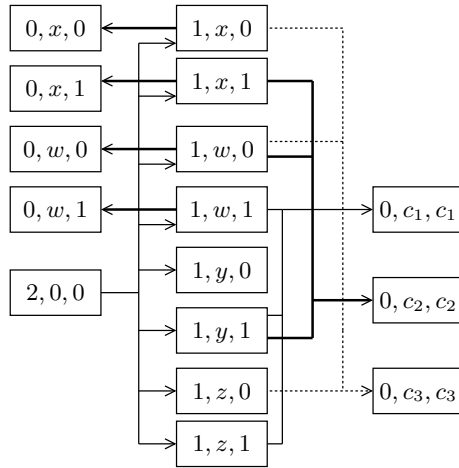 0, x, 0
1, x, 0
0, x, 1
1, x, 1
0, w, 0
1, w, 0
0, w, 1
1, w, 1
0, c₁, c₁
1, y, 0
2, 0, 0
0, c₂, c₂
1, y, 1
1, z, 0
0, c₃, c₃
1, z, 1